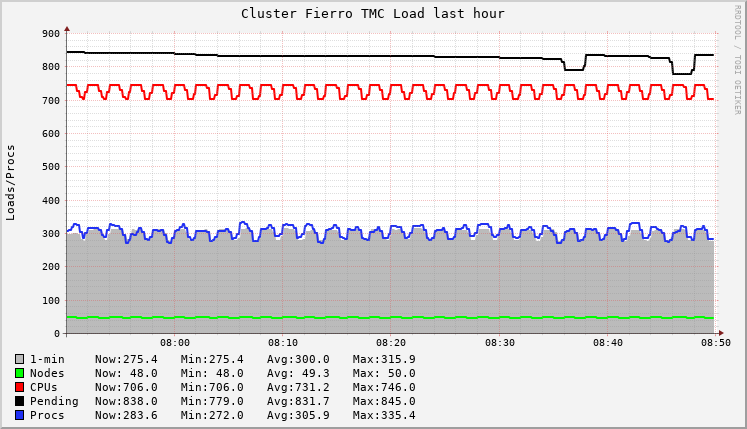 Cluster Fierro TMC Load last hour
RRDTOOL / TOBI OETIKER
Loads/Procs
900
800
700
600
500
400
300
200
100
0
08:00 08:10 08:20 08:30 08:40 08:50
1-min Now:275.4 Min:275.4 Avg:300.0 Max:315.9
Nodes Now: 48.0 Min: 48.0 Avg: 49.3 Max: 50.0
CPUs Now:706.0 Min:706.0 Avg:731.2 Max:746.0
Pending Now:838.0 Min:779.0 Avg:831.7 Max:845.0
Procs Now:283.6 Min:272.0 Avg:305.9 Max:335.4